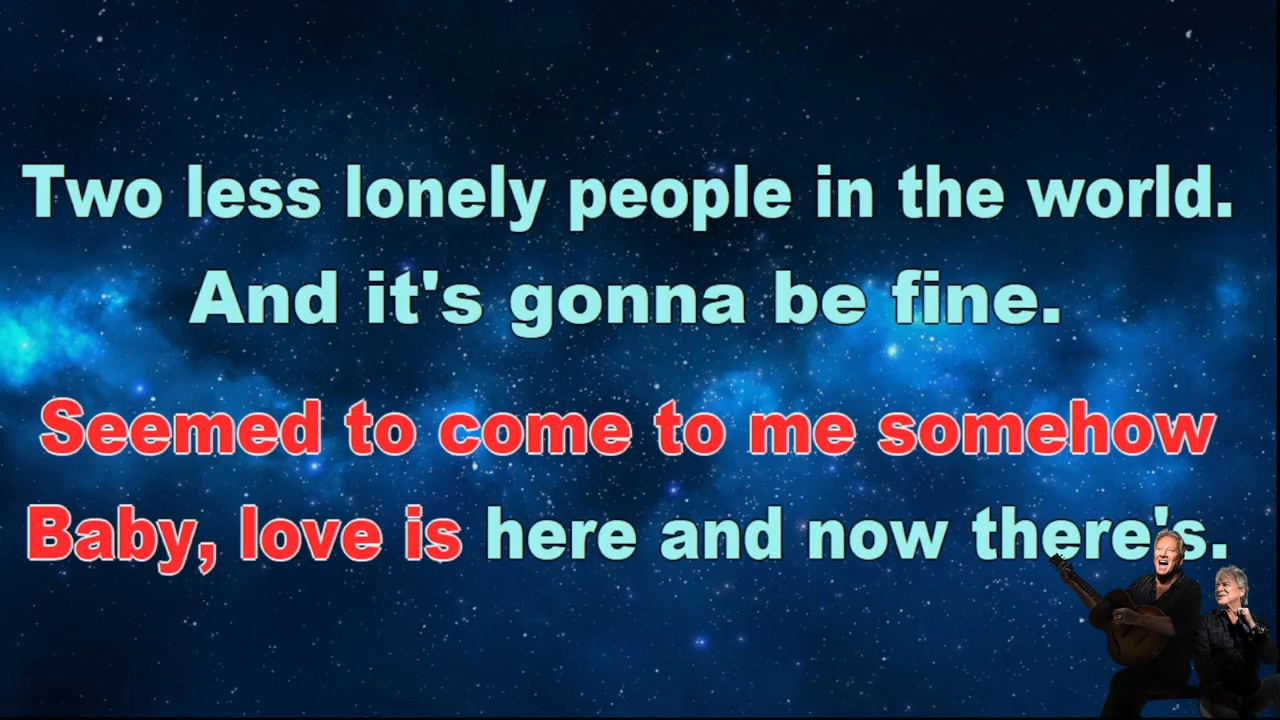 Two less lonely people in the world.
And it's gonna be fine.
Seemed to come to me somehow
Baby, love is here and now there's.